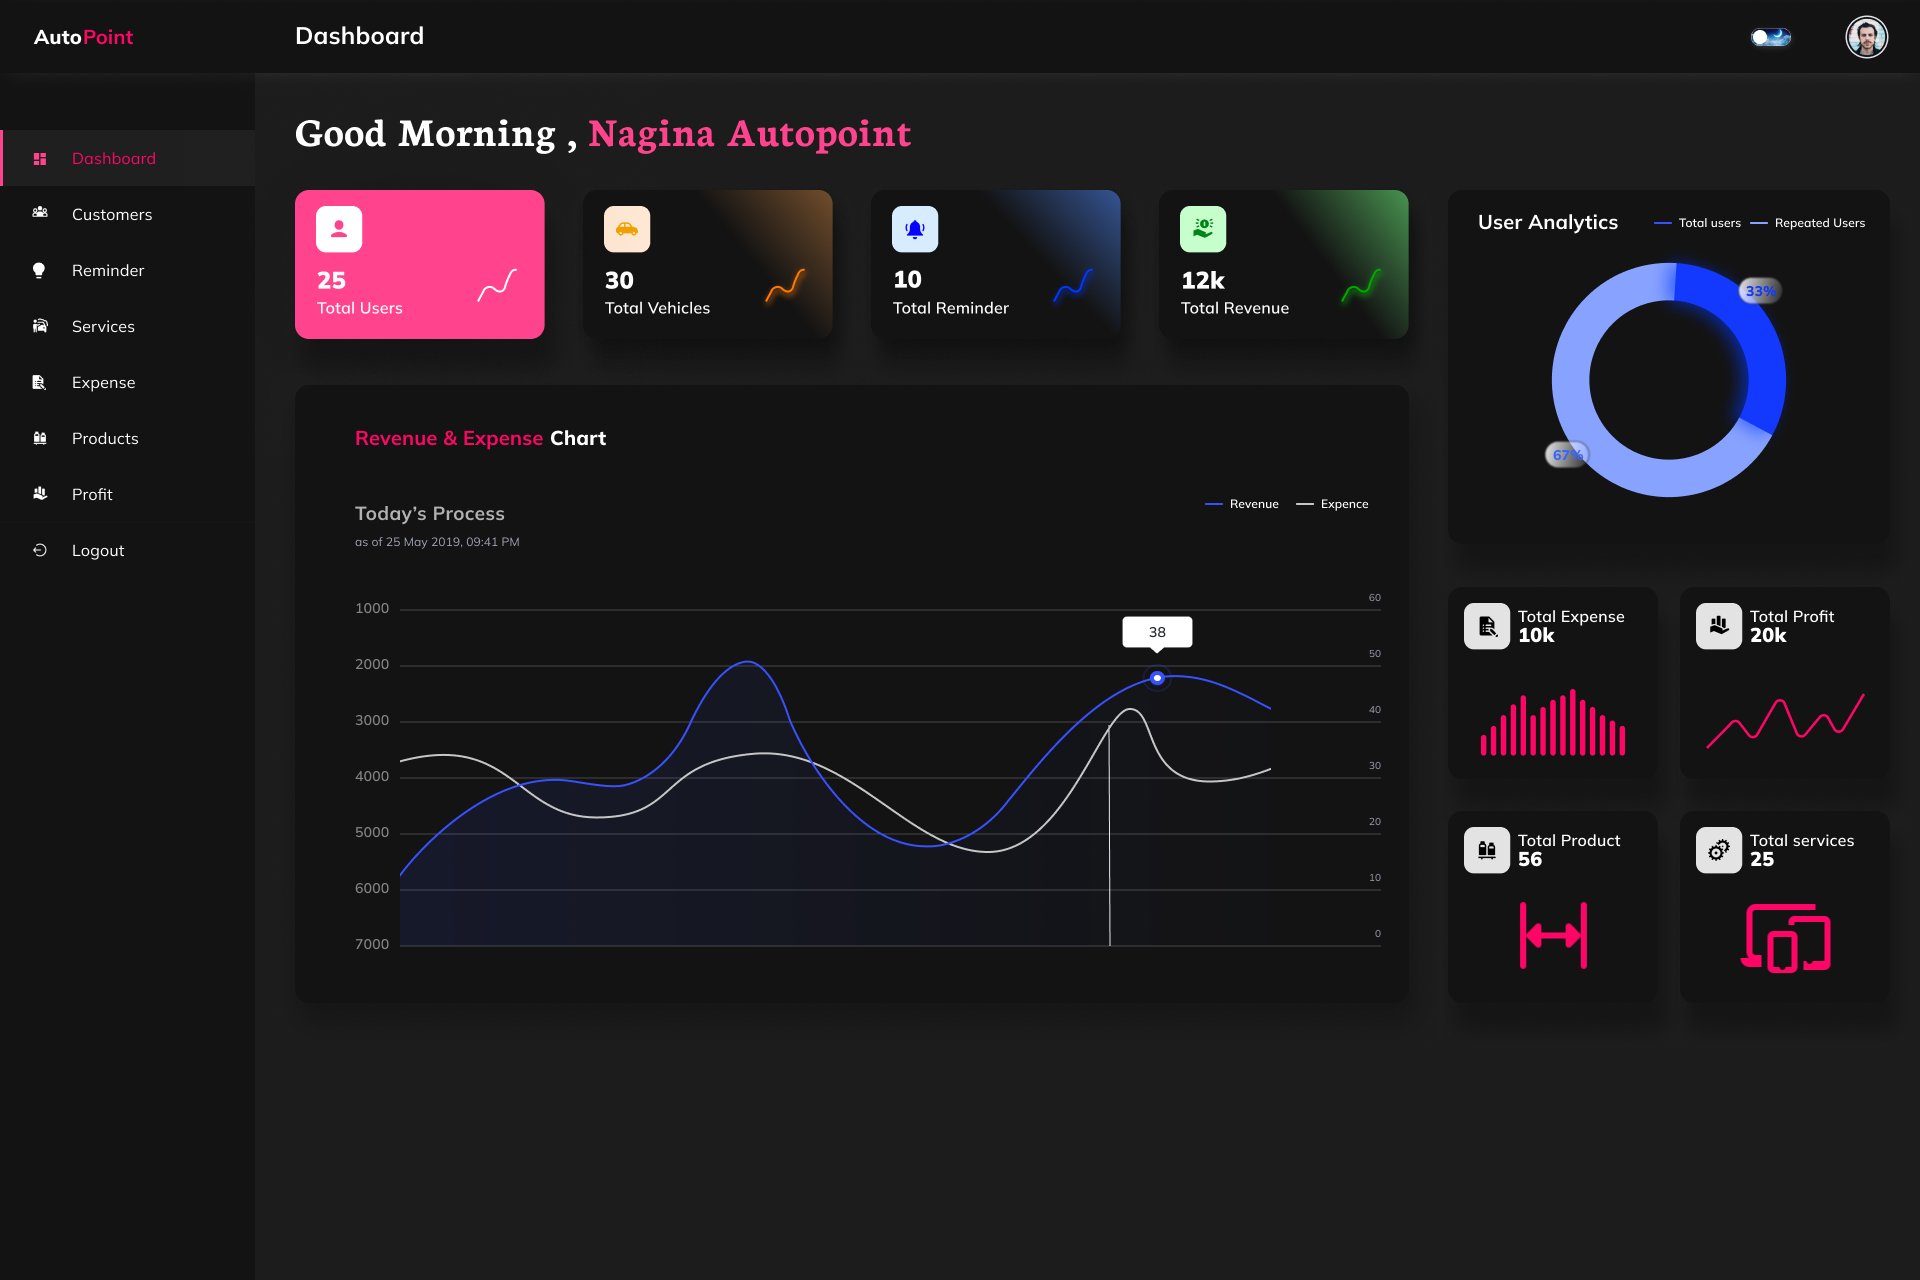 AutoPoint
Dashboard
Dashboard
Customers
Reminder
Services
Expense
Products
Profit
Logout
Good Morning , Nagina Autopoint
25
Total Users
30
Total Vehicles
10
Total Reminder
12k
Total Revenue
Revenue & Expense Chart
Today’s Process
as of 25 May 2019, 09:41 PM
Revenue
Expence
1000
2000
3000
4000
5000
6000
7000
60
50
40
30
20
10
0
38
User Analytics
Total users
Repeated Users
33%
67%
Total Expense
10k
Total Profit
20k
Total Product
56
Total services
25